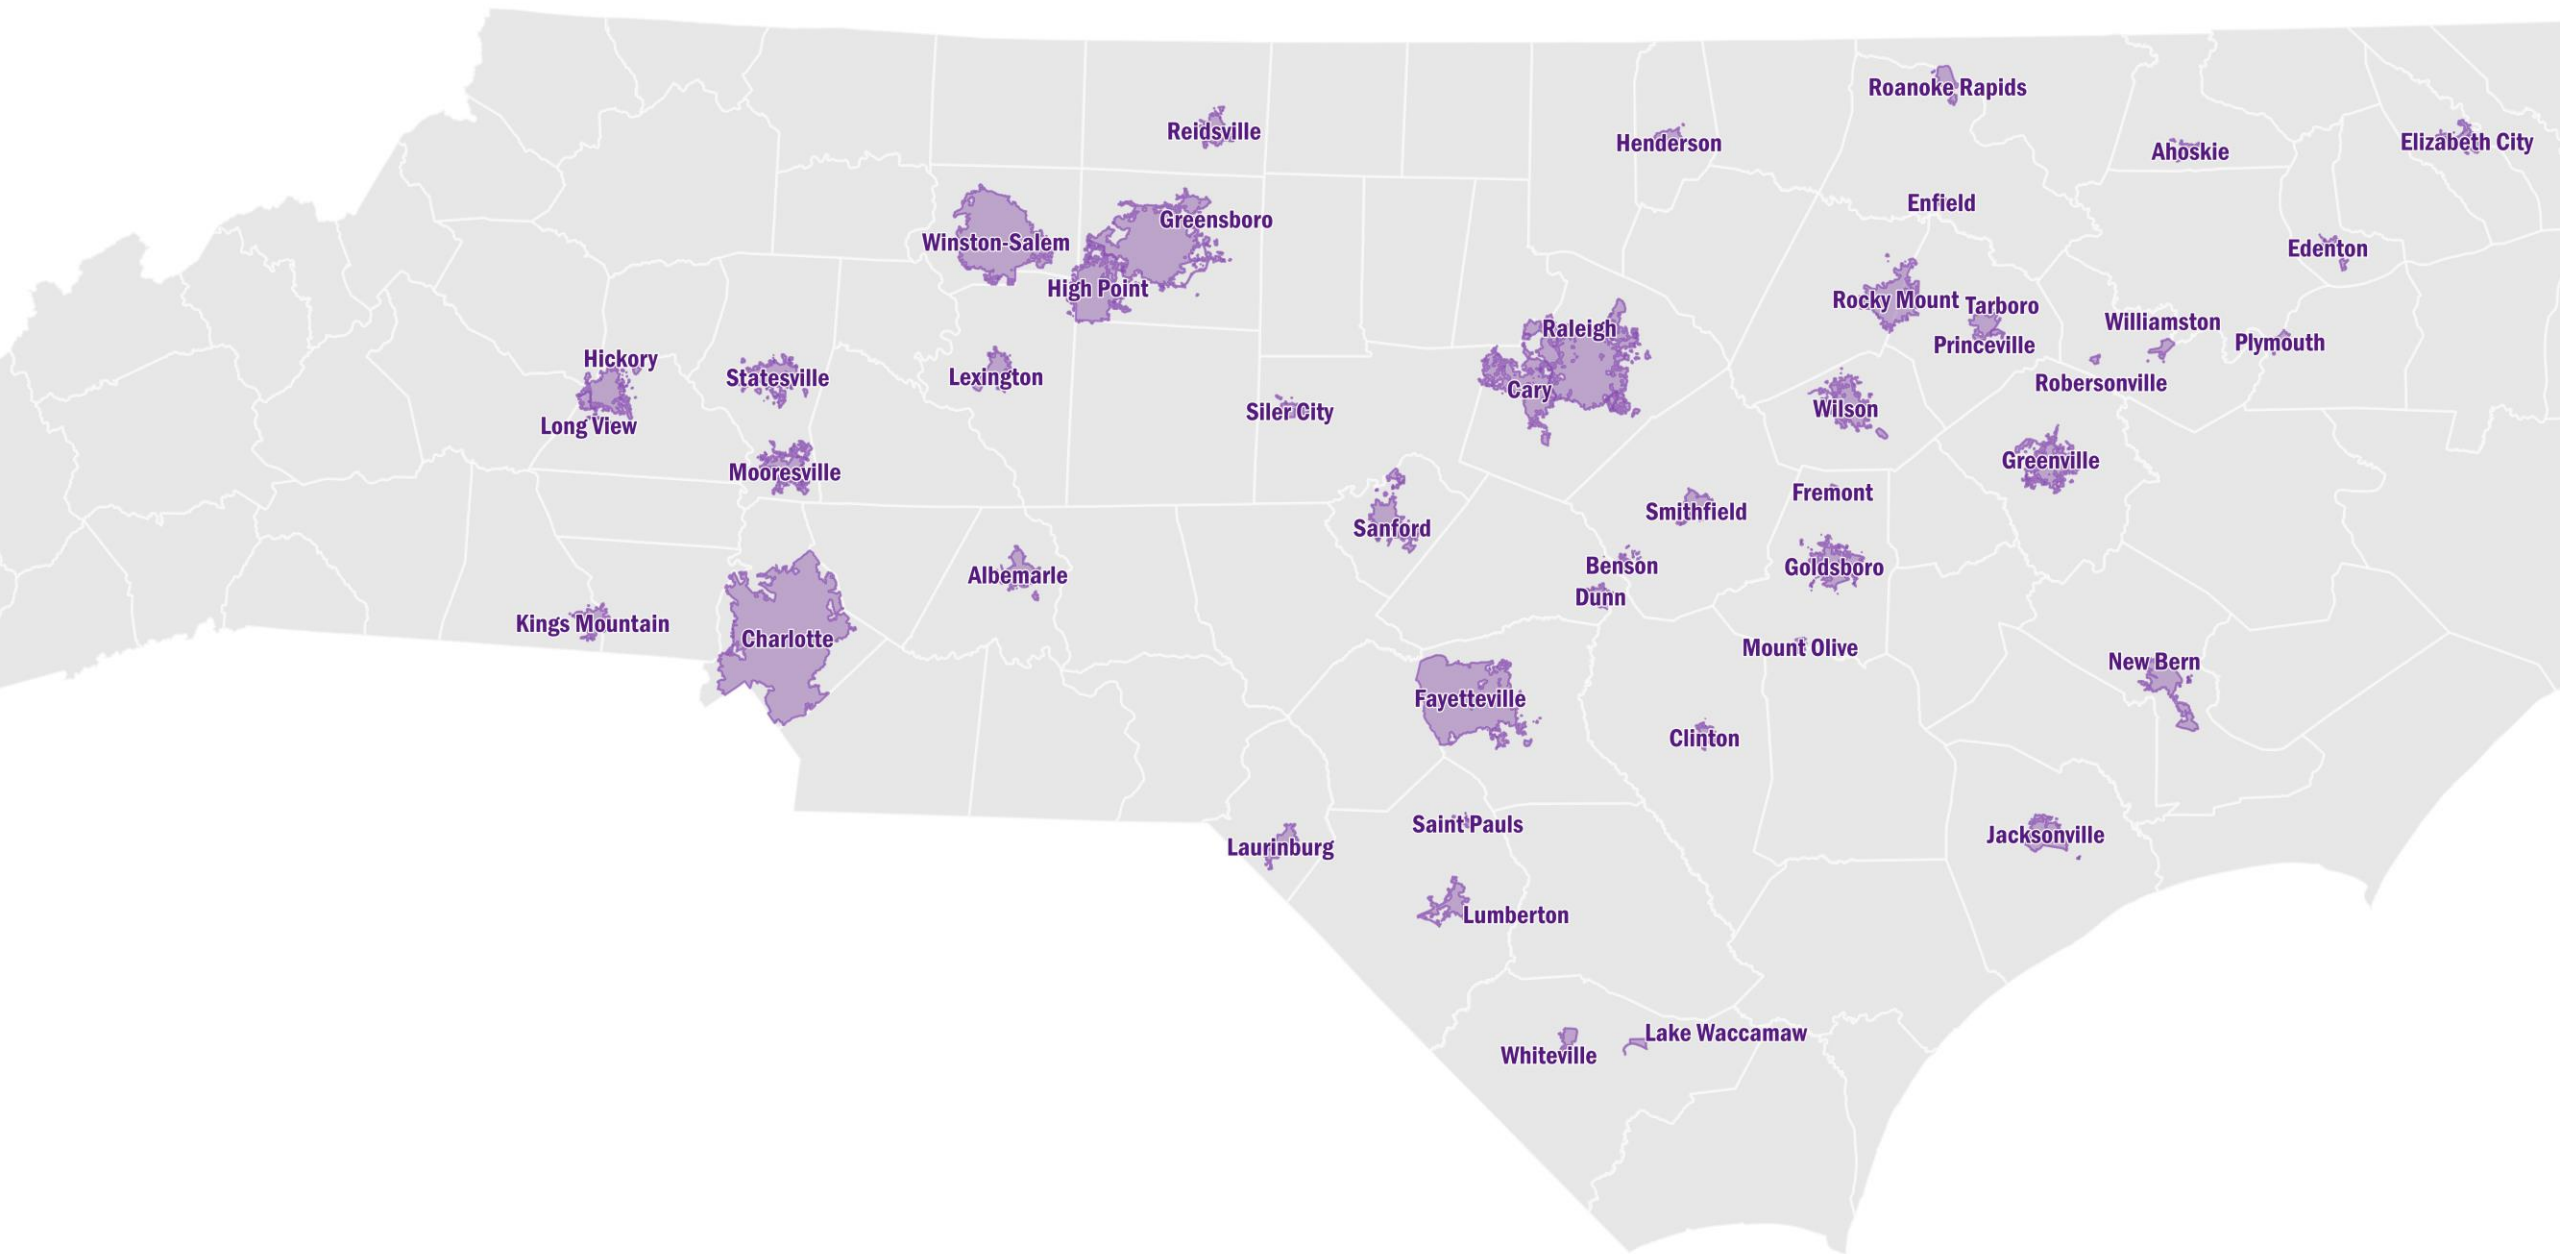 Roanoke Rapids
Reidsville
Henderson
Elizabeth City
Ahoskie
Enfield
Greensboro
Winston-Salem
Edenton
High Point
Rocky Mount
Tarboro
Williamston
Raleigh
Plymouth
Princeville
Hickory
Statesville
Lexington
Robersonville
Cary
Wilson
Siler City
Long View
Greenville
Mooresville
Fremont
Smithfield
Sanford
Benson
Goldsboro
Albemarle
Dunn
Kings Mountain
Charlotte
Mount Olive
New Bern
Fayetteville
Clinton
Saint Pauls
Jacksonville
Laurinburg
Lumberton
Lake Waccamaw
Whiteville